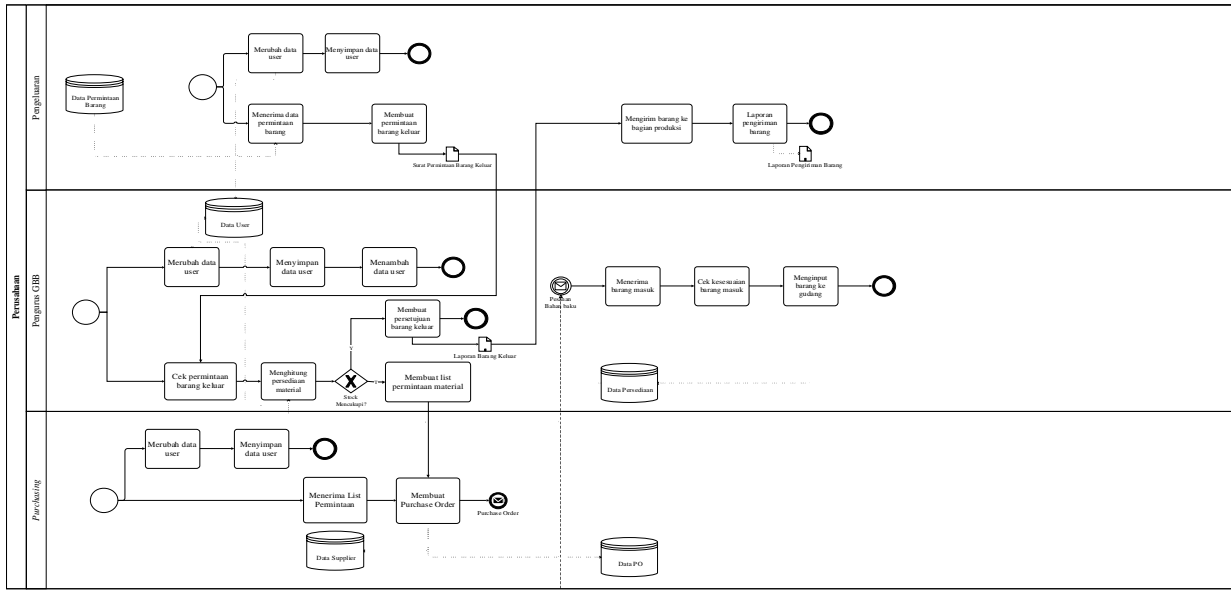 Perusahaan
Pengeluaran
Data Permintaan
Barang
Merubah data
user
Menyimpan data
user
Menerima data
permintaan
barang
Membuat
permintaan
barang keluar
Surat Permintaan Barang Keluar
Mengirim barang ke
bagian produksi
Laporan
pengiriman
barang
Laporan Pengiriman Barang
Pengurus GBB
Data User
Merubah data
user
Menyimpan
data user
Menambah
data user
Membuat
persetujuan
barang keluar
Laporan Barang Keluar
Cek permintaan
barang keluar
Menghitung
persediaan
material
Stock
Mencukupi?
Y
Membuat list
permintaan material
Bahan baku
Menerima
barang masuk
Cek kesesuaian
barang masuk
Menginput
barang ke
gudang
Data Persediaan
Purchasing
Merubah data
user
Menyimpan
data user
Menerima List
Permintaan
Membuat
Purchase Order
Purchase Order
Data Supplier
Data PO